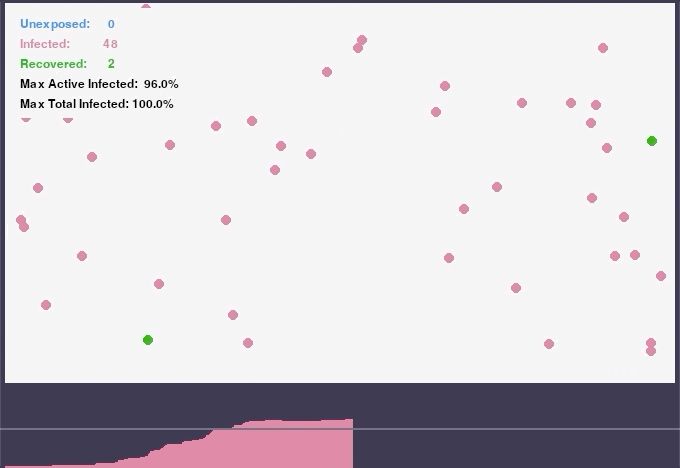 Unexposed: 0
Infected: 48
Recovered: 2
Max Active Infected: 96.0%
Max Total Infected: 100.0%